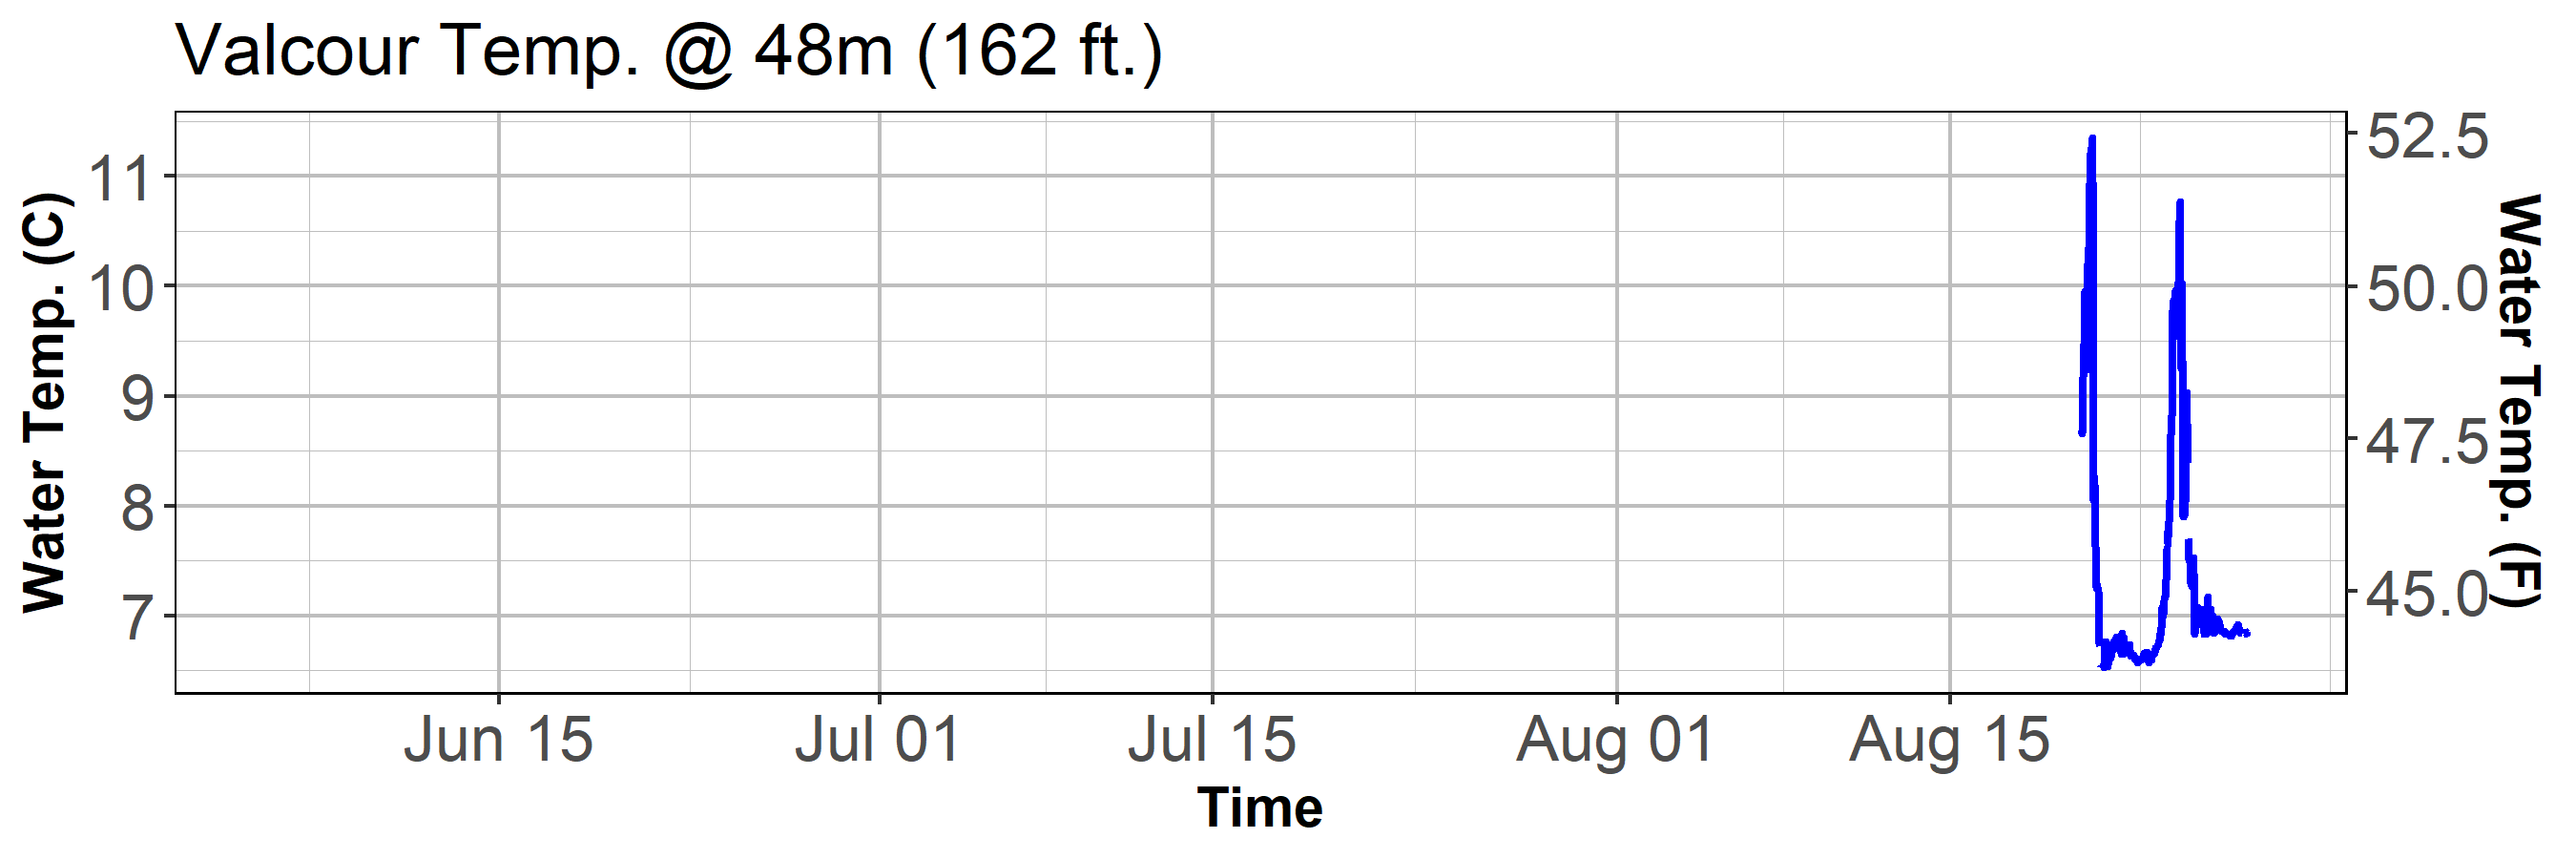 Valcour Temp. @ 48m (162 ft.)
Water Temp. (C)
11
10
9
8
7
52.5
50.0
47.5
45.0
Water Temp. (F)
Jun 15 Jul 01 Jul 15 Aug 01 Aug 15
Time